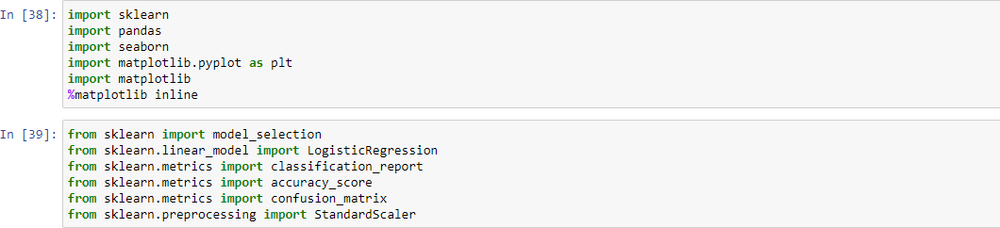 In [38]: import sklearn
import pandas
import seaborn
import matplotlib.pyplot as plt
import matplotlib
%matplotlib inline
In [39]: from sklearn import model_selection
from sklearn.linear_model import LogisticRegression
from sklearn.metrics import classification_report
from sklearn.metrics import accuracy_score
from sklearn.metrics import confusion_matrix
from sklearn.preprocessing import StandardScaler